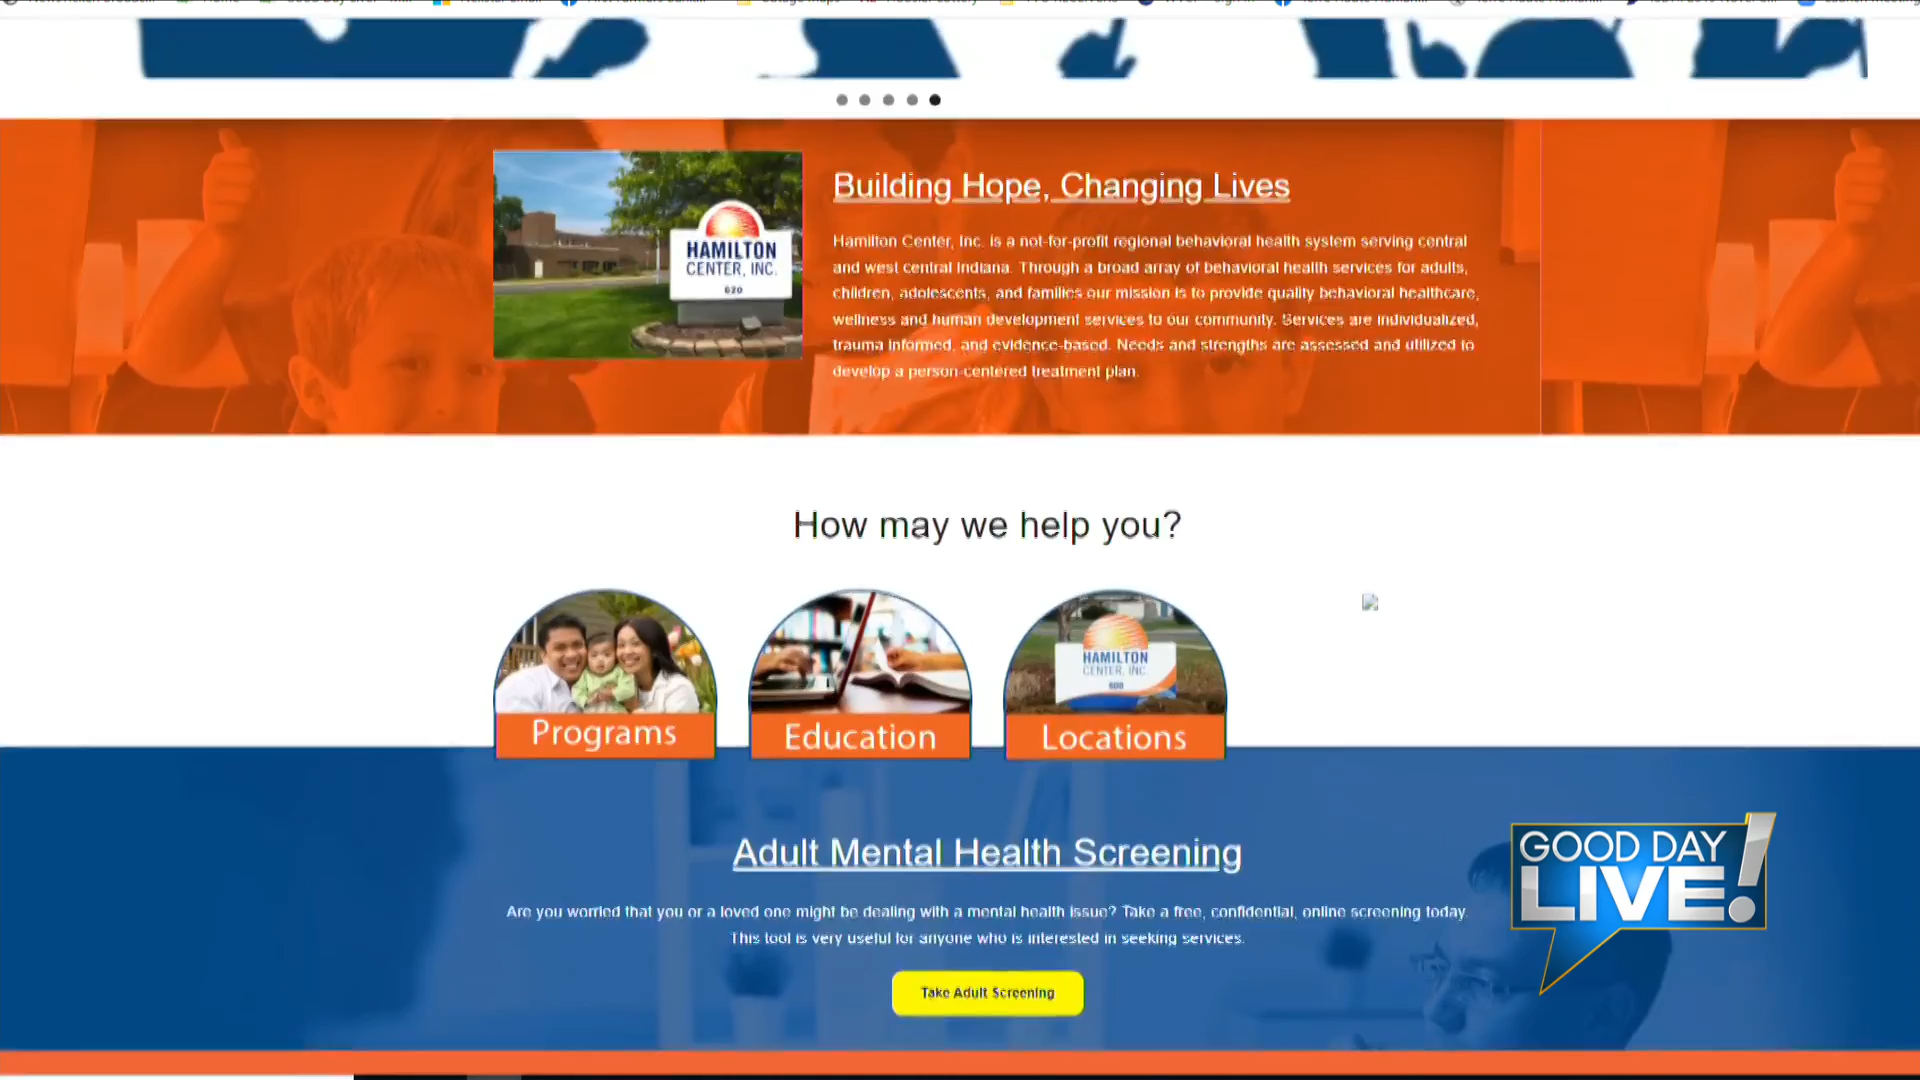 Building Hope, Changing Lives
Hamilton Center, Inc. is a not-for-profit regional behavioral health system serving central
and west central Indiana. Through a broad array of behavioral health services for adults,
children, adolescents, and families our mission is to provide quality behavioral healthcare,
wellness and human development services to our community. Services are individualized,
trauma informed, and evidence-based. Needs and strengths are assessed and utilized to
develop a person-centered treatment plan.
HAMILTON
CENTER, INC.
620
How may we help you?
HAMILTON
CENTER, INC.
600
Programs
Education
Locations
Adult Mental Health Screening
Are you worried that you or a loved one might be dealing with a mental health issue? Take a free, confidential, online screening today.
This tool is very useful for anyone who is interested in seeking services.
Take Adult Screening
GOOD DAY
LIVE!